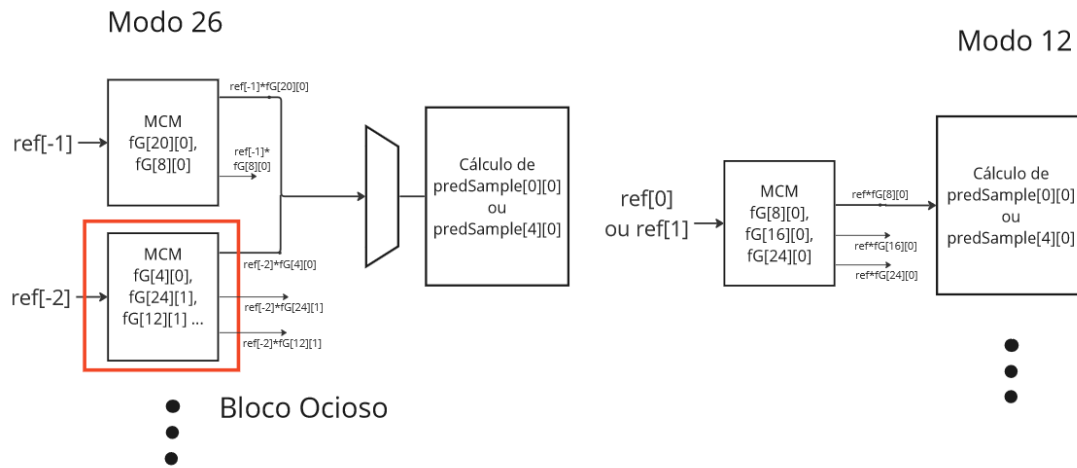 Modo 26
ref[-1]
MCM
fG[20][0],
fG[8][0]
ref[-1]*fG[20][0]
ref[-1]*
fG[8][0]
ref[-2]
MCM
fG[4][0],
fG[24][1],
fG[12][1] ...
ref[-2]*fG[4][0]
ref[-2]*fG[24][1]
ref[-2]*fG[12][1]
Cálculo de
predSample[0][0]
ou
predSample[4][0]
Bloco Ocioso
Modo 12
ref[0]
ou ref[1]
MCM
fG[8][0],
fG[16][0],
fG[24][0]
ref*fG[8][0]
ref*fG[16][0]
ref*fG[24][0]
Cálculo de
predSample[0][0]
ou
predSample[4][0]